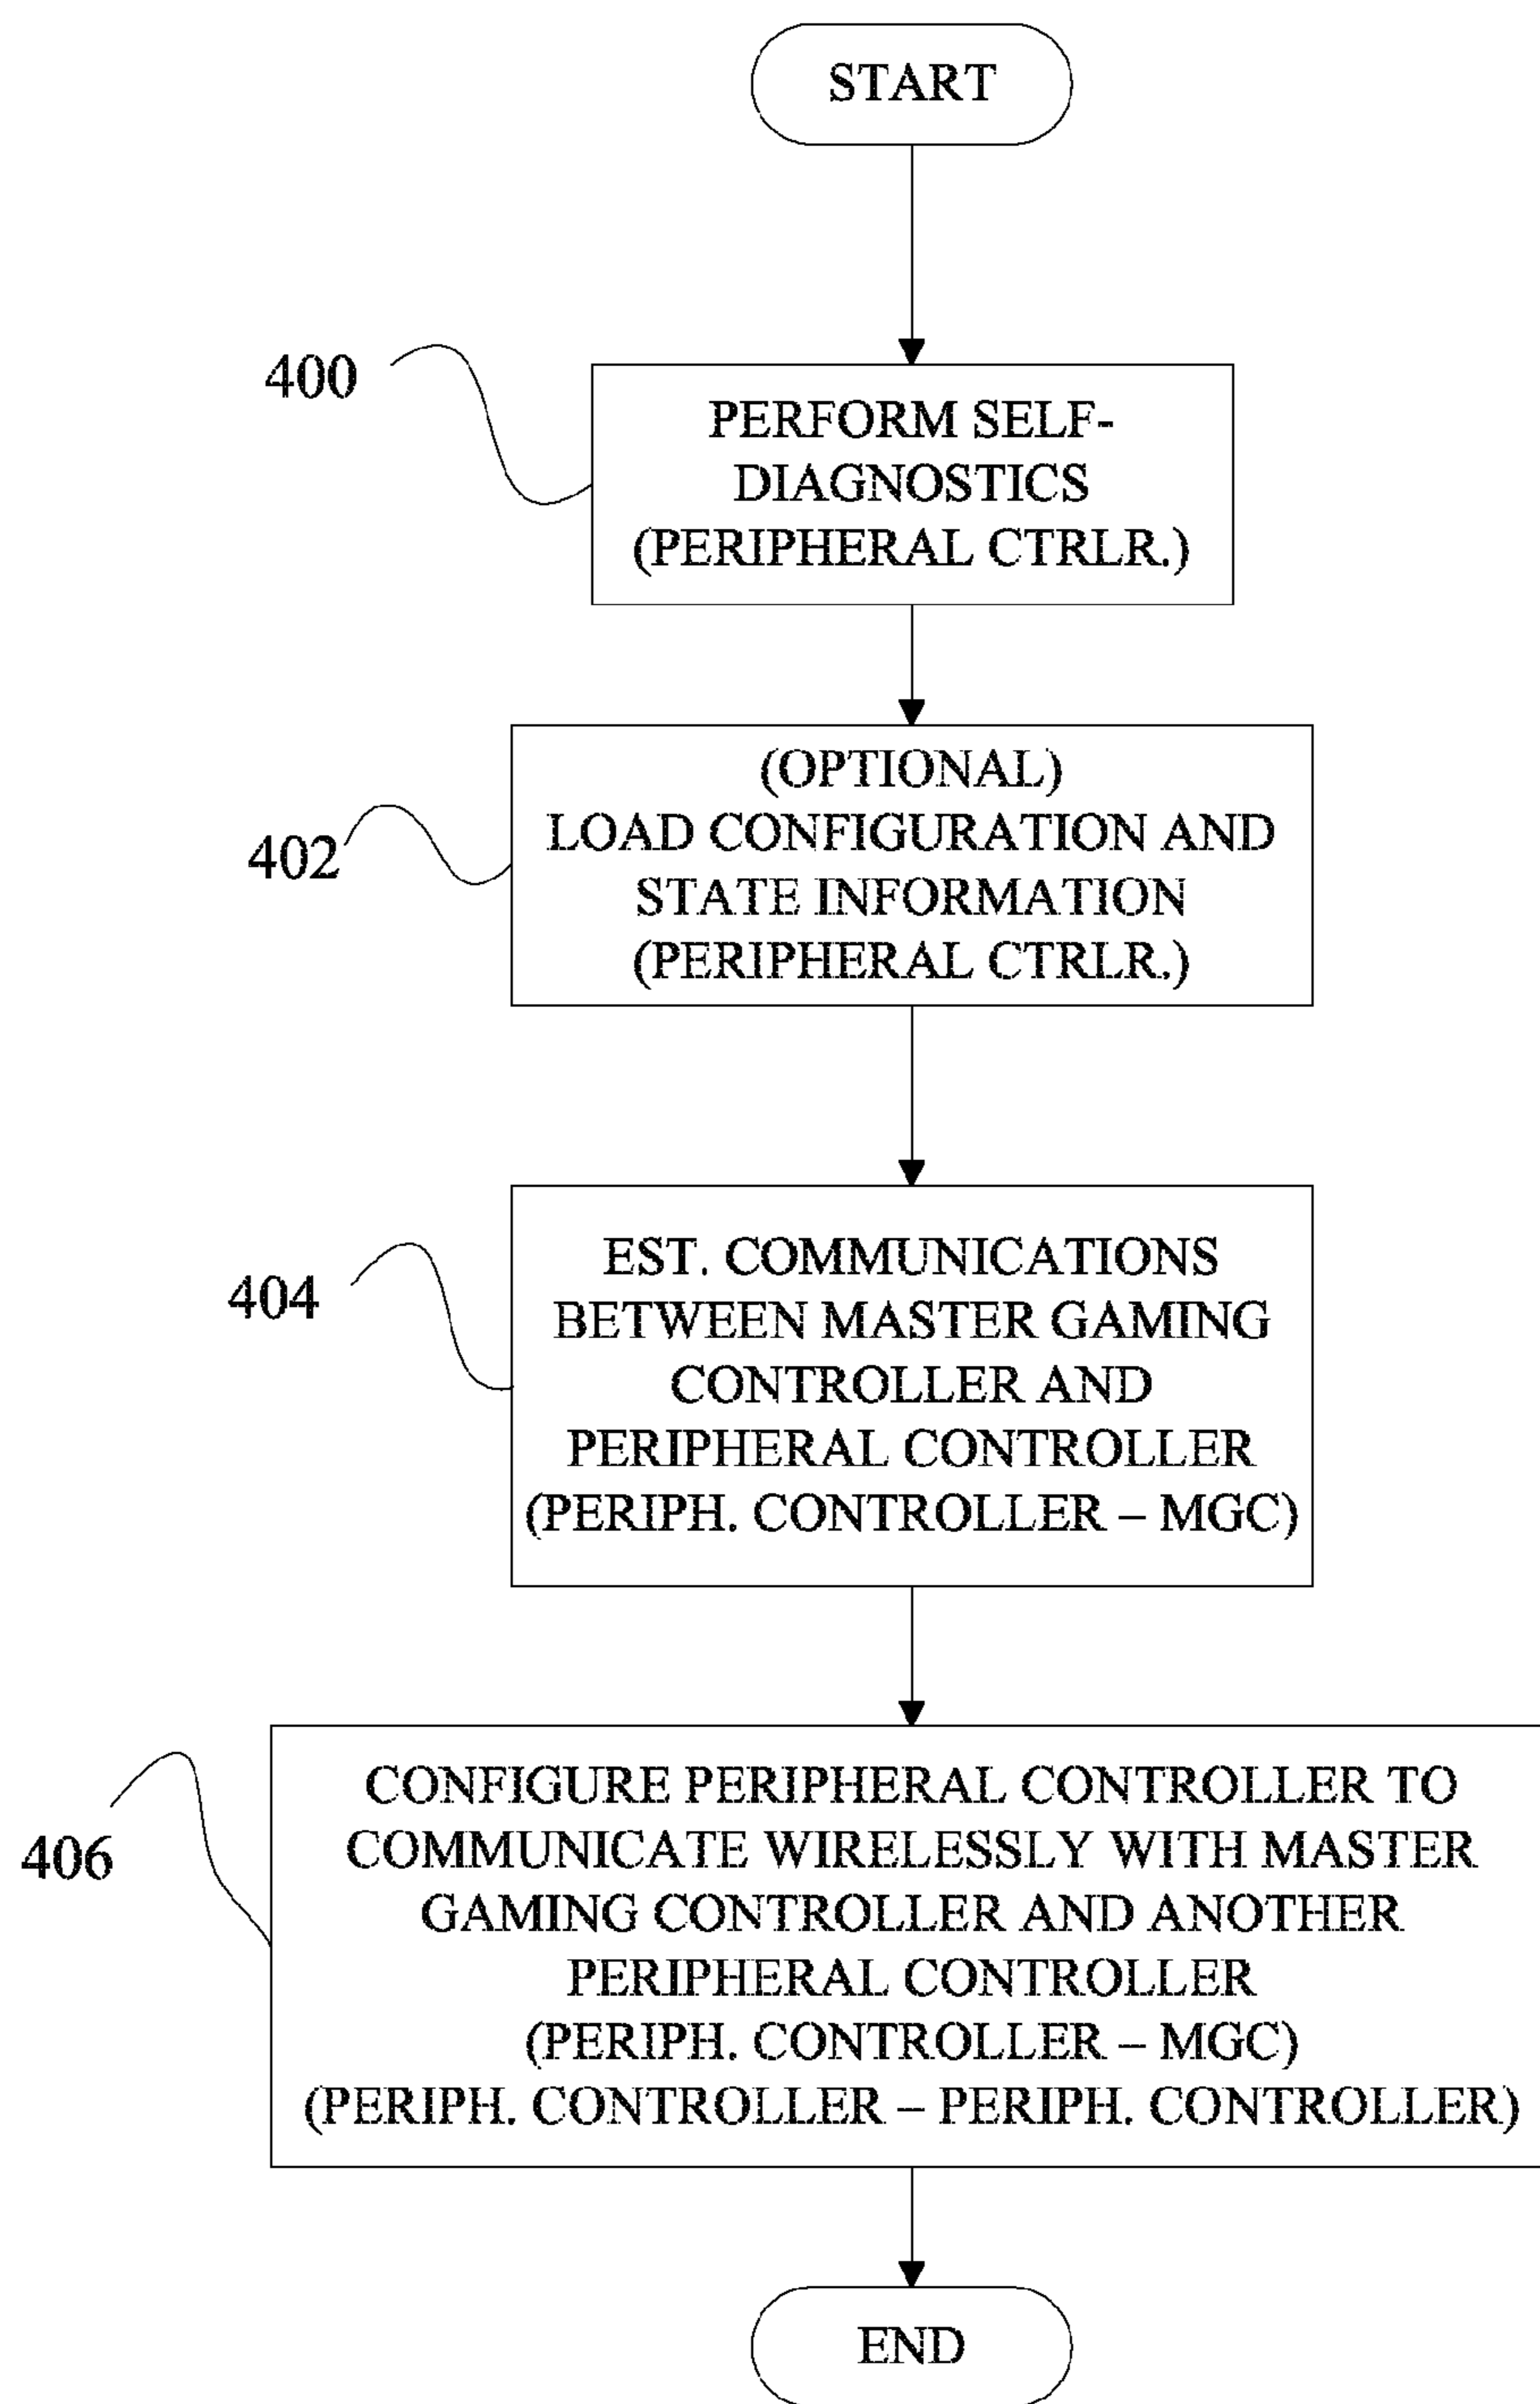 START
400
PERFORM SELF-
DIAGNOSTICS
(PERIPHERAL CTRLR.)
402
(OPTIONAL)
LOAD CONFIGURATION AND
STATE INFORMATION
(PERIPHERAL CTRLR.)
404
EST. COMMUNICATIONS
BETWEEN MASTER GAMING
CONTROLLER AND
PERIPHERAL CONTROLLER
(PERIPH. CONTROLLER – MGC)
406
CONFIGURE PERIPHERAL CONTROLLER TO
COMMUNICATE WIRELESSLY WITH MASTER
GAMING CONTROLLER AND ANOTHER
PERIPHERAL CONTROLLER
(PERIPH. CONTROLLER – MGC)
(PERIPH. CONTROLLER – PERIPH. CONTROLLER)
END